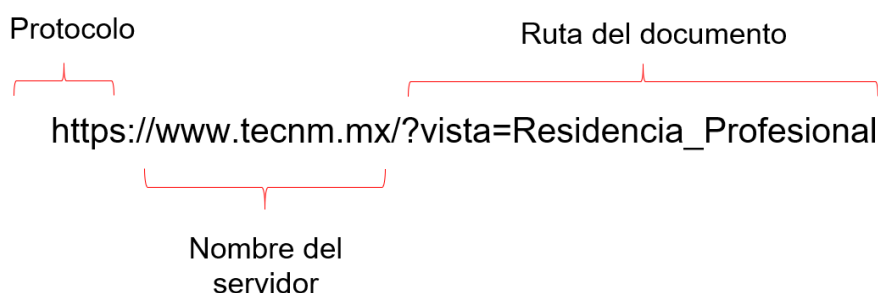 Protocolo
Ruta del documento
https://www.tecnm.mx/?vista=Residencia_Profesional
Nombre del
servidor